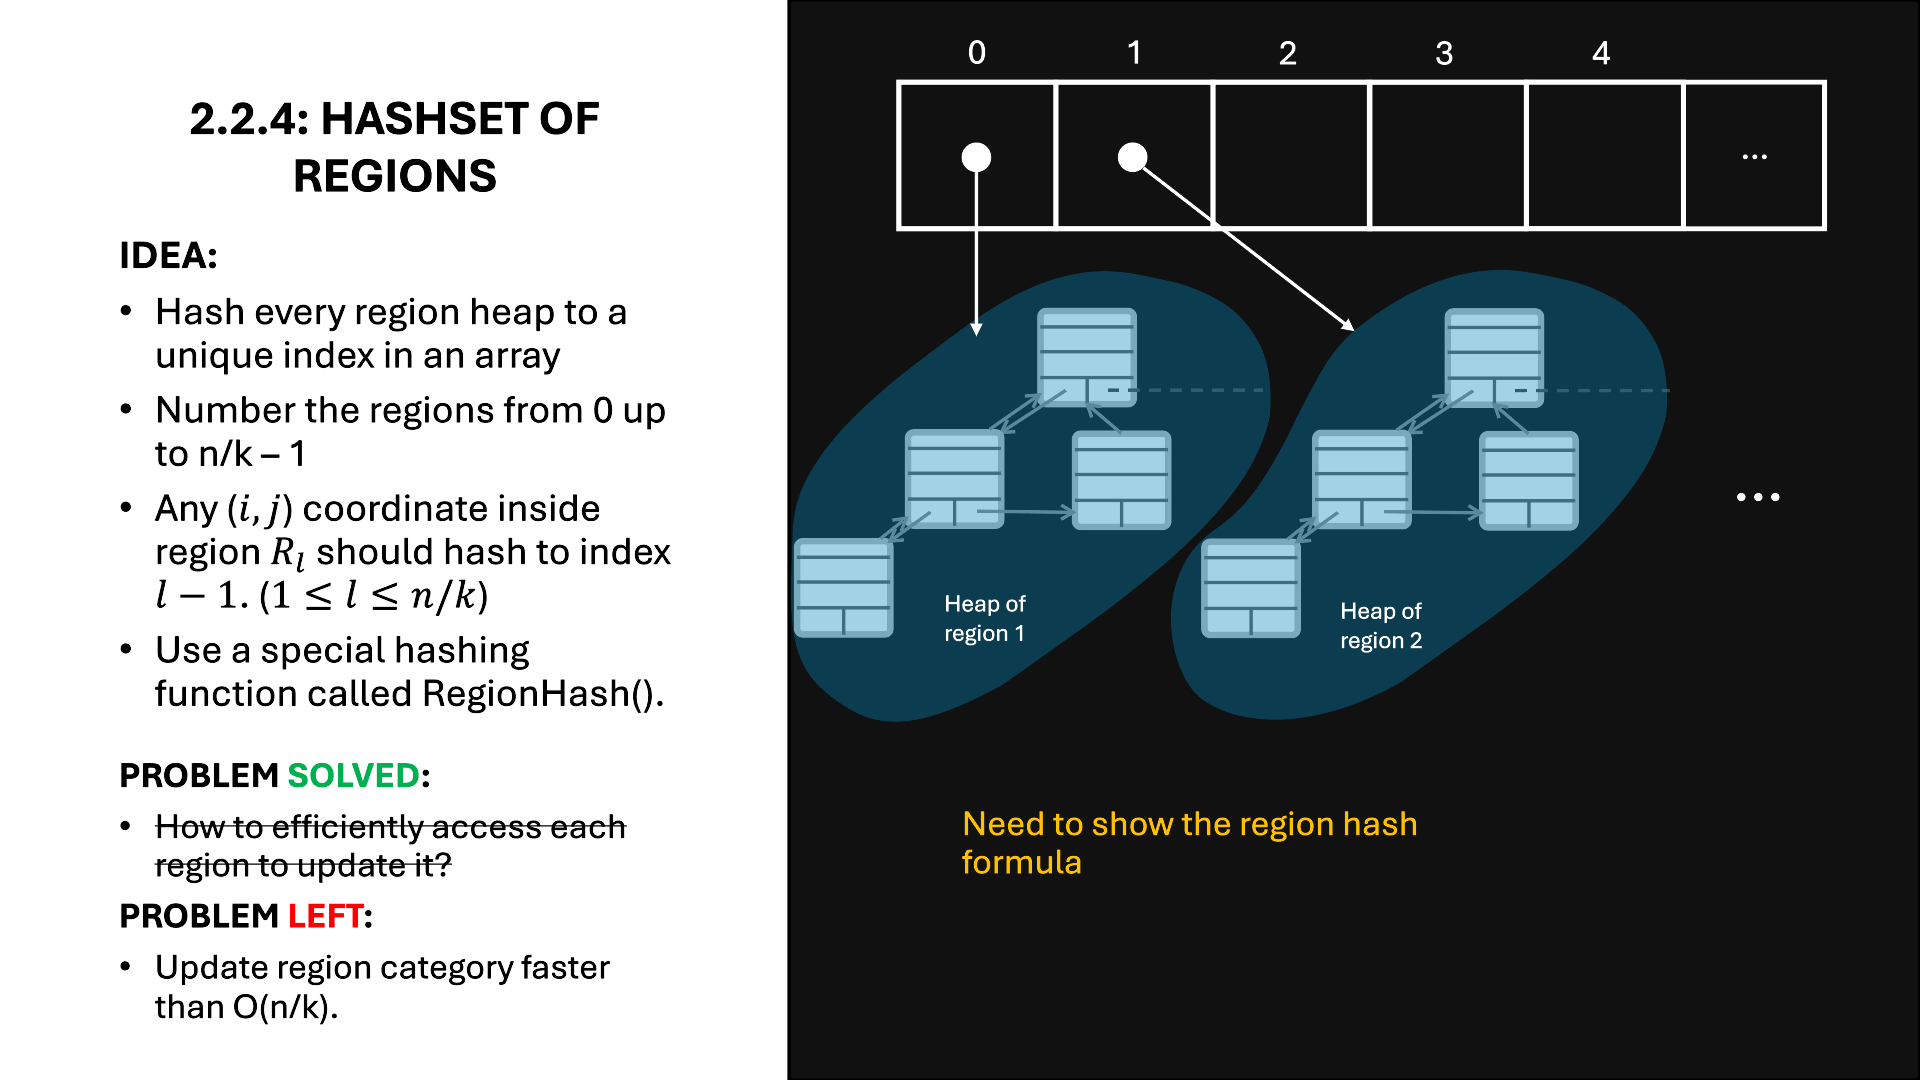 2.2.4: HASHSET OF
REGIONS
IDEA:
• Hash every region heap to a
unique index in an array
• Number the regions from 0 up
to n/k – 1
• Any (i, j) coordinate inside
region R_l should hash to index
l − 1. (1 ≤ l ≤ n/k)
• Use a special hashing
function called RegionHash().
PROBLEM SOLVED:
• How to efficiently access each
region to update it?
PROBLEM LEFT:
• Update region category faster
than O(n/k).
0 1 2 3 4
...
Heap of
region 1
Heap of
region 2
...
Need to show the region hash
formula